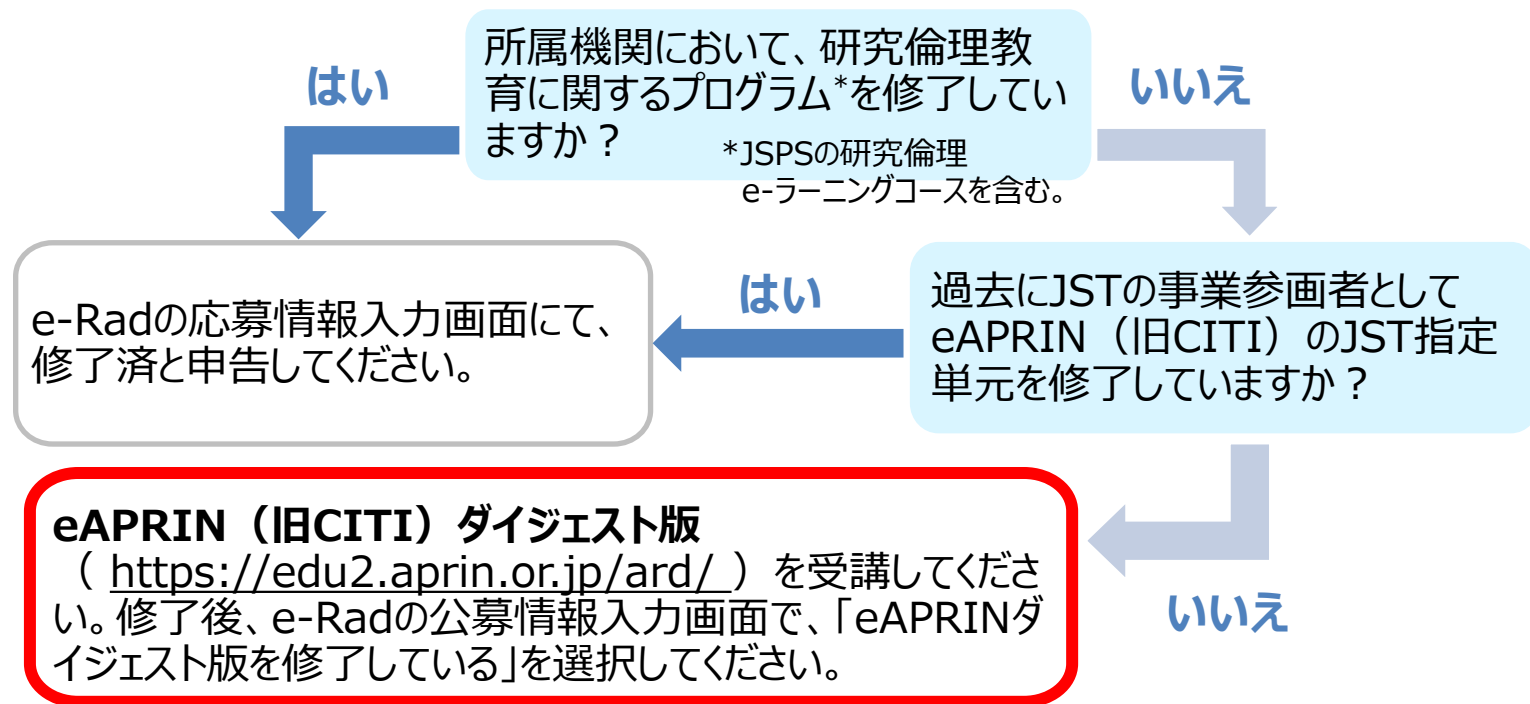 所属機関において、研究倫理教
育に関するプログラム*を修了してい
ますか？
*JSPSの研究倫理
e-ラーニングコースを含む。
はい
いいえ
e-Radの応募情報入力画面にて、
修了済と申告してください。
はい
過去にJSTの事業参画者として
eAPRIN（旧CITI）のJST指定
単元を修了していますか？
eAPRIN（旧CITI）ダイジェスト版
（ https://edu2.aprin.or.jp/ard/ ）を受講してくださ
い。修了後、e-Radの公募情報入力画面で、「eAPRINダ
イジェスト版を修了している」を選択してください。
いいえ